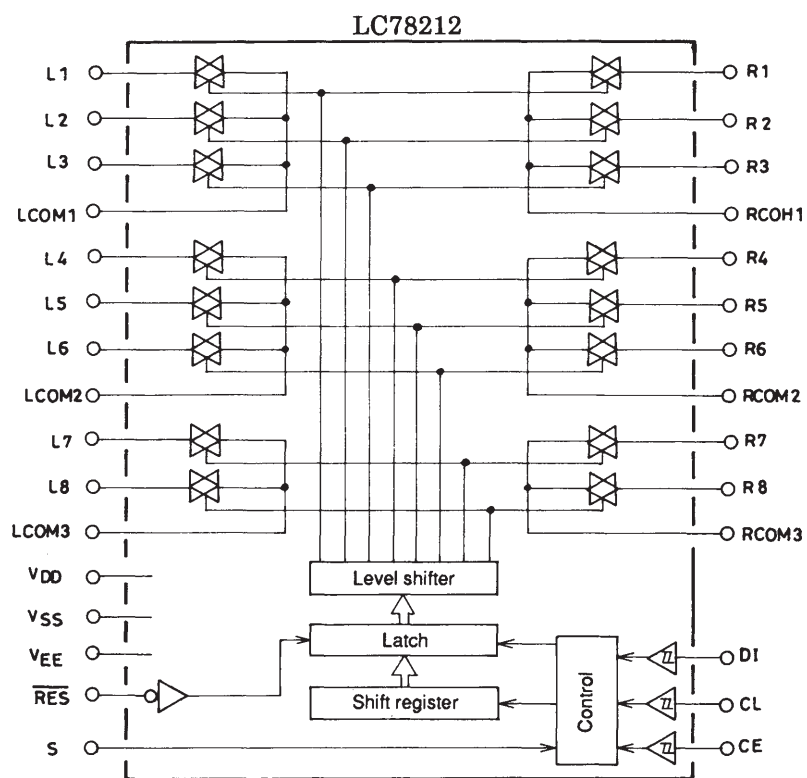 LC78212
L1
R1
L2
R2
L3
R3
LCOM1
RCOH1
L4
R4
L5
R5
L6
R6
LCOM2
RCOM2
L7
R7
L8
R8
LCOM3
RCOM3
VDD
Level shifter
VSS
Latch
VEE
DI
RES
Shift register
Control
CL
S
CE